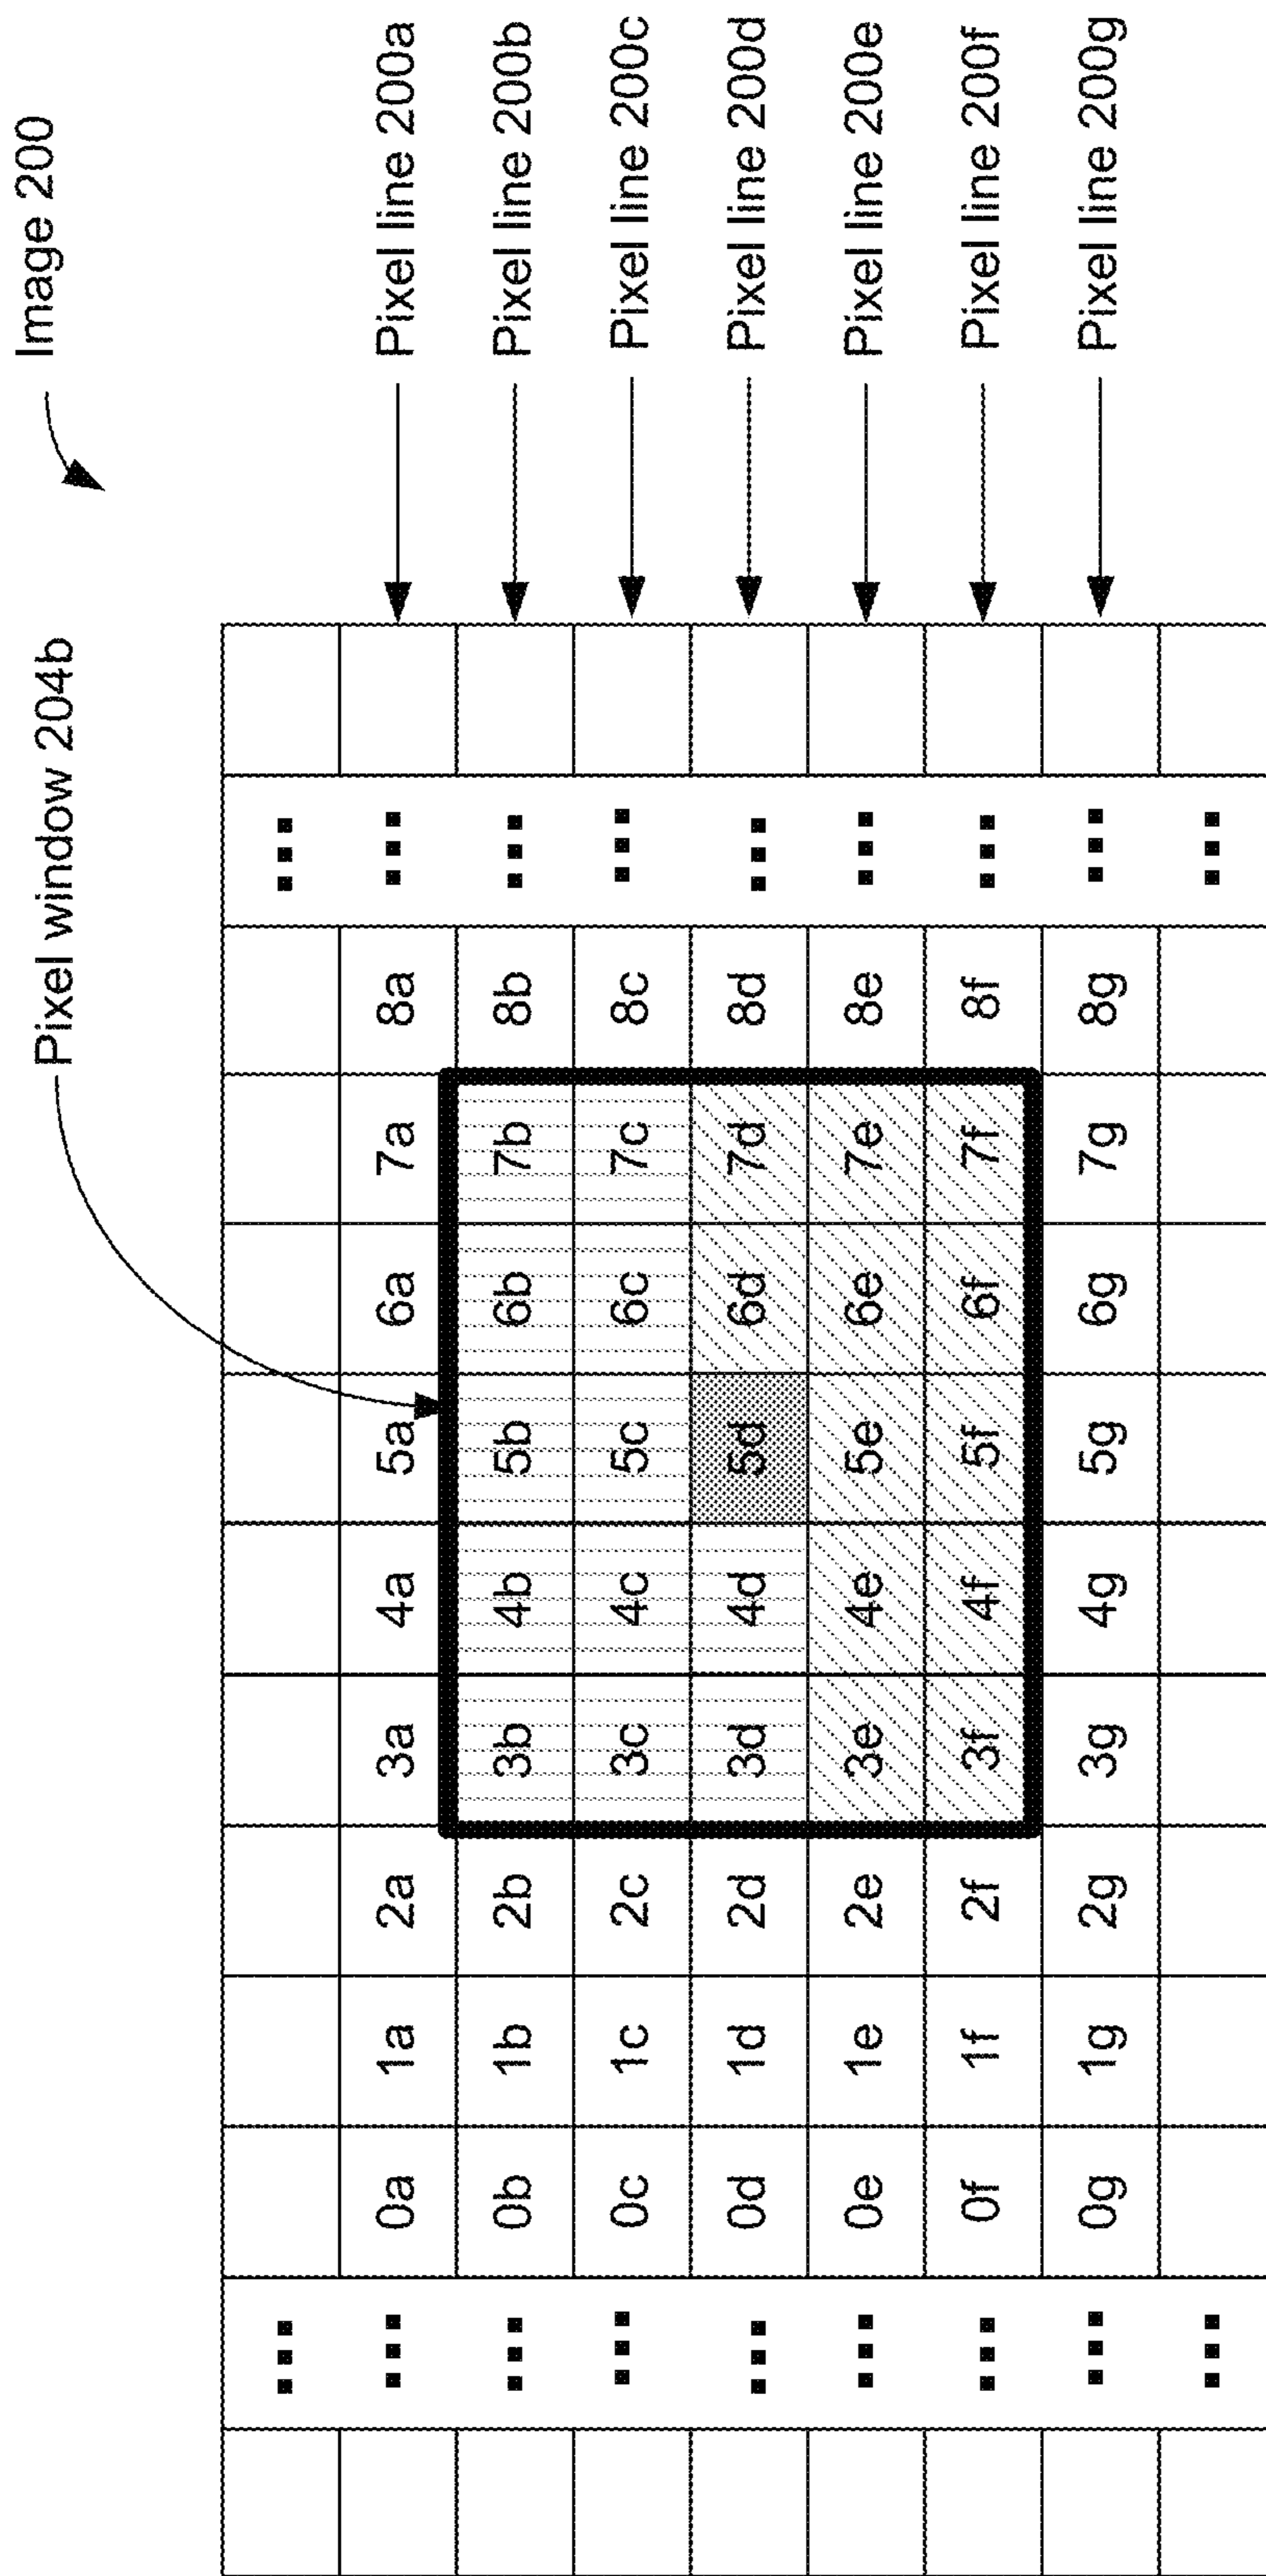 Image 200
Pixel window 204b
0a 1a 2a 3a 4a 5a 6a 7a 8a Pixel line 200a
0b 1b 2b 3b 4b 5b 6b 7b 8b Pixel line 200b
0c 1c 2c 3c 4c 5c 6c 7c 8c Pixel line 200c
0d 1d 2d 3d 4d 5d 6d 7d 8d Pixel line 200d
0e 1e 2e 3e 4e 5e 6e 7e 8e Pixel line 200e
0f 1f 2f 3f 4f 5f 6f 7f 8f Pixel line 200f
0g 1g 2g 3g 4g 5g 6g 7g 8g Pixel line 200g